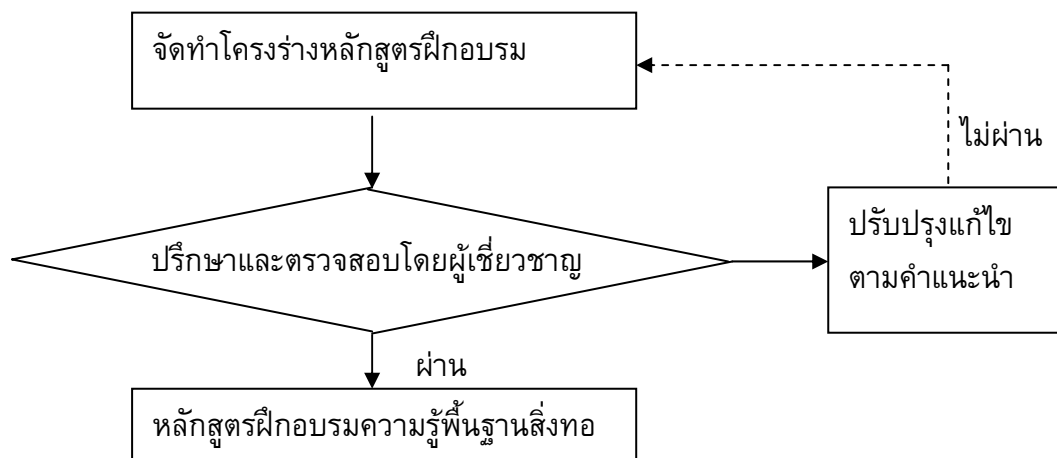 จัดทำโครงร่างหลักสูตรฝึกอบรม
ไม่ผ่าน
ปรึกษาและตรวจสอบโดยผู้เชี่ยวชาญ
ปรับปรุงแก้ไข
ตามคำแนะนำ
ผ่าน
หลักสูตรฝึกอบรมความรู้พื้นฐานสิ่งทอ